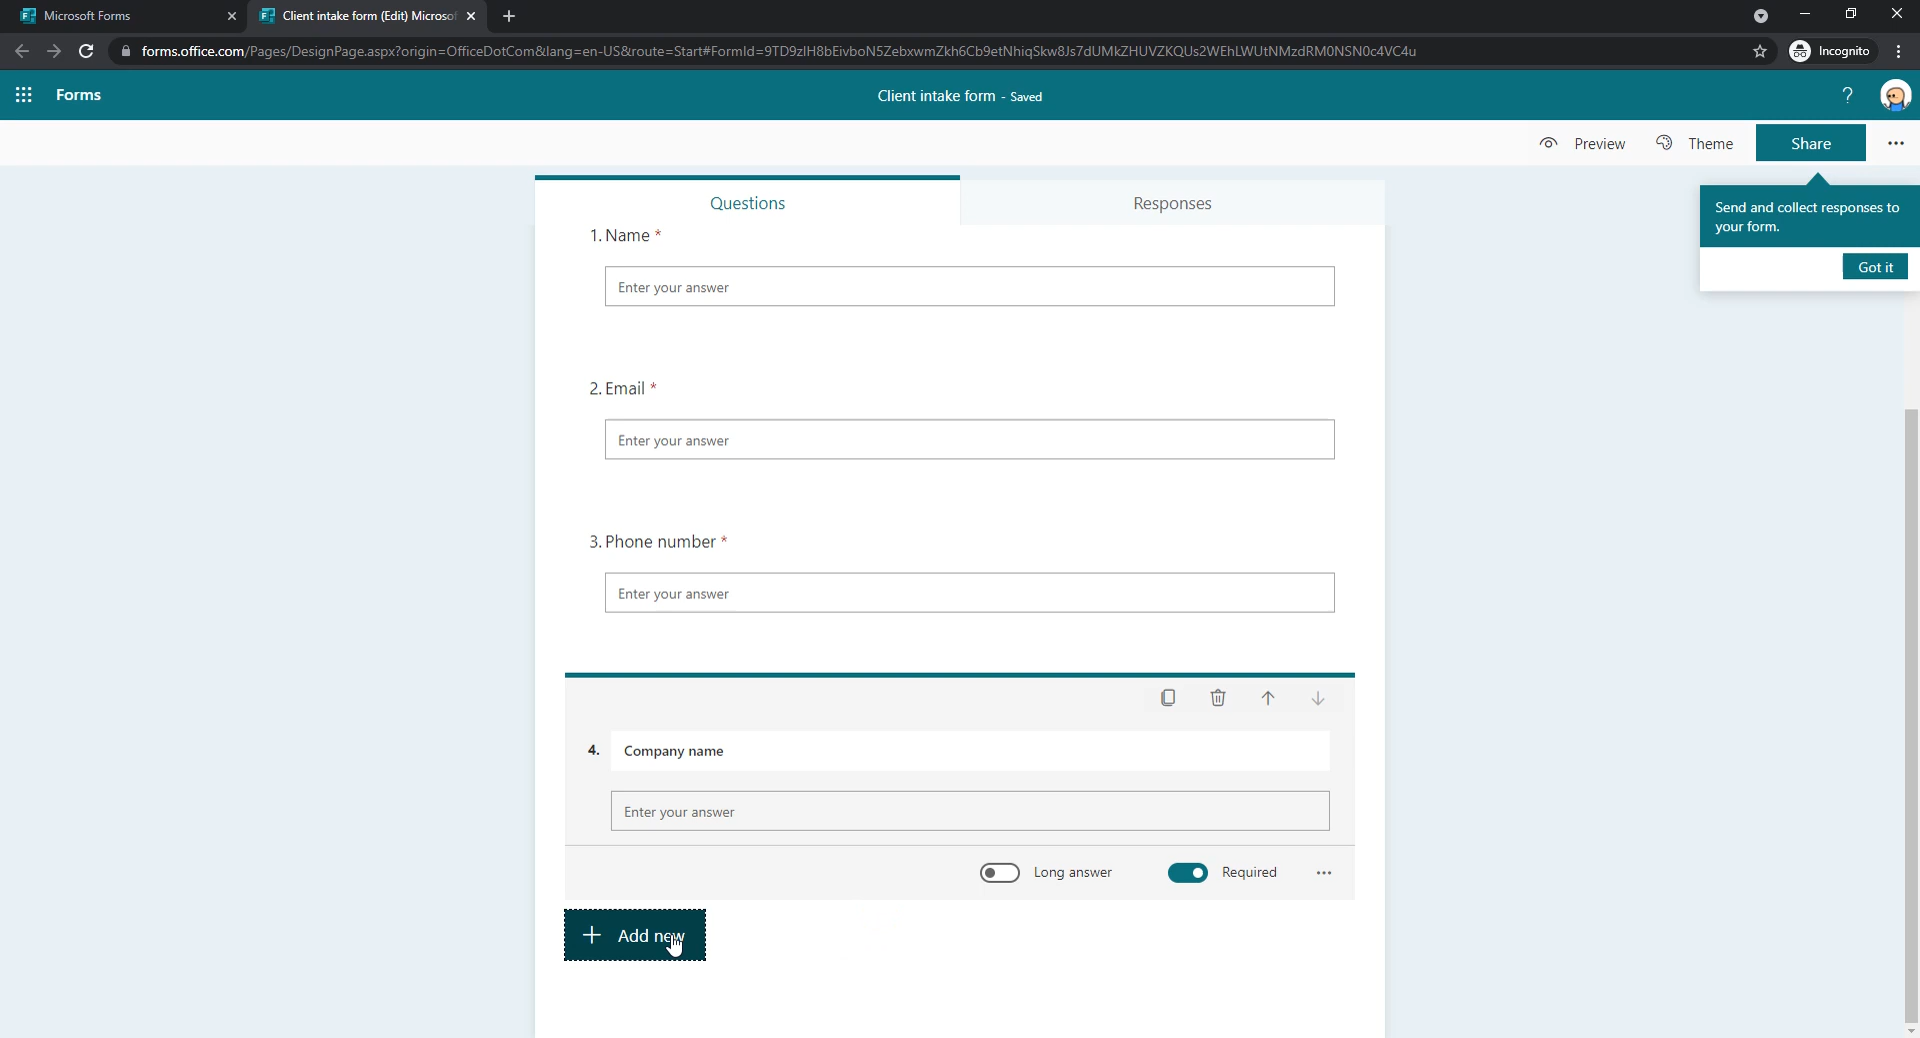 Microsoft Forms
Client intake form (Edit) Microsof
forms.office.com/Pages/DesignPage.aspx?origin=OfficeDotCom&lang=en-US&route=Start#FormId=9TD9zlH8bEivboN5ZebxwmZkh6Cb9etNhiqSkw8Js7dUMkZHUVZKQUs2WEhLWUtNMzdRM0NSN0c4VC4u
Incognito
Forms
Client intake form - Saved
?
Preview
Theme
Share
Questions
Responses
Send and collect responses to
your form.
Got it
1. Name *
Enter your answer
2. Email *
Enter your answer
3. Phone number *
Enter your answer
4. Company name
Enter your answer
Long answer
Required
+ Add new